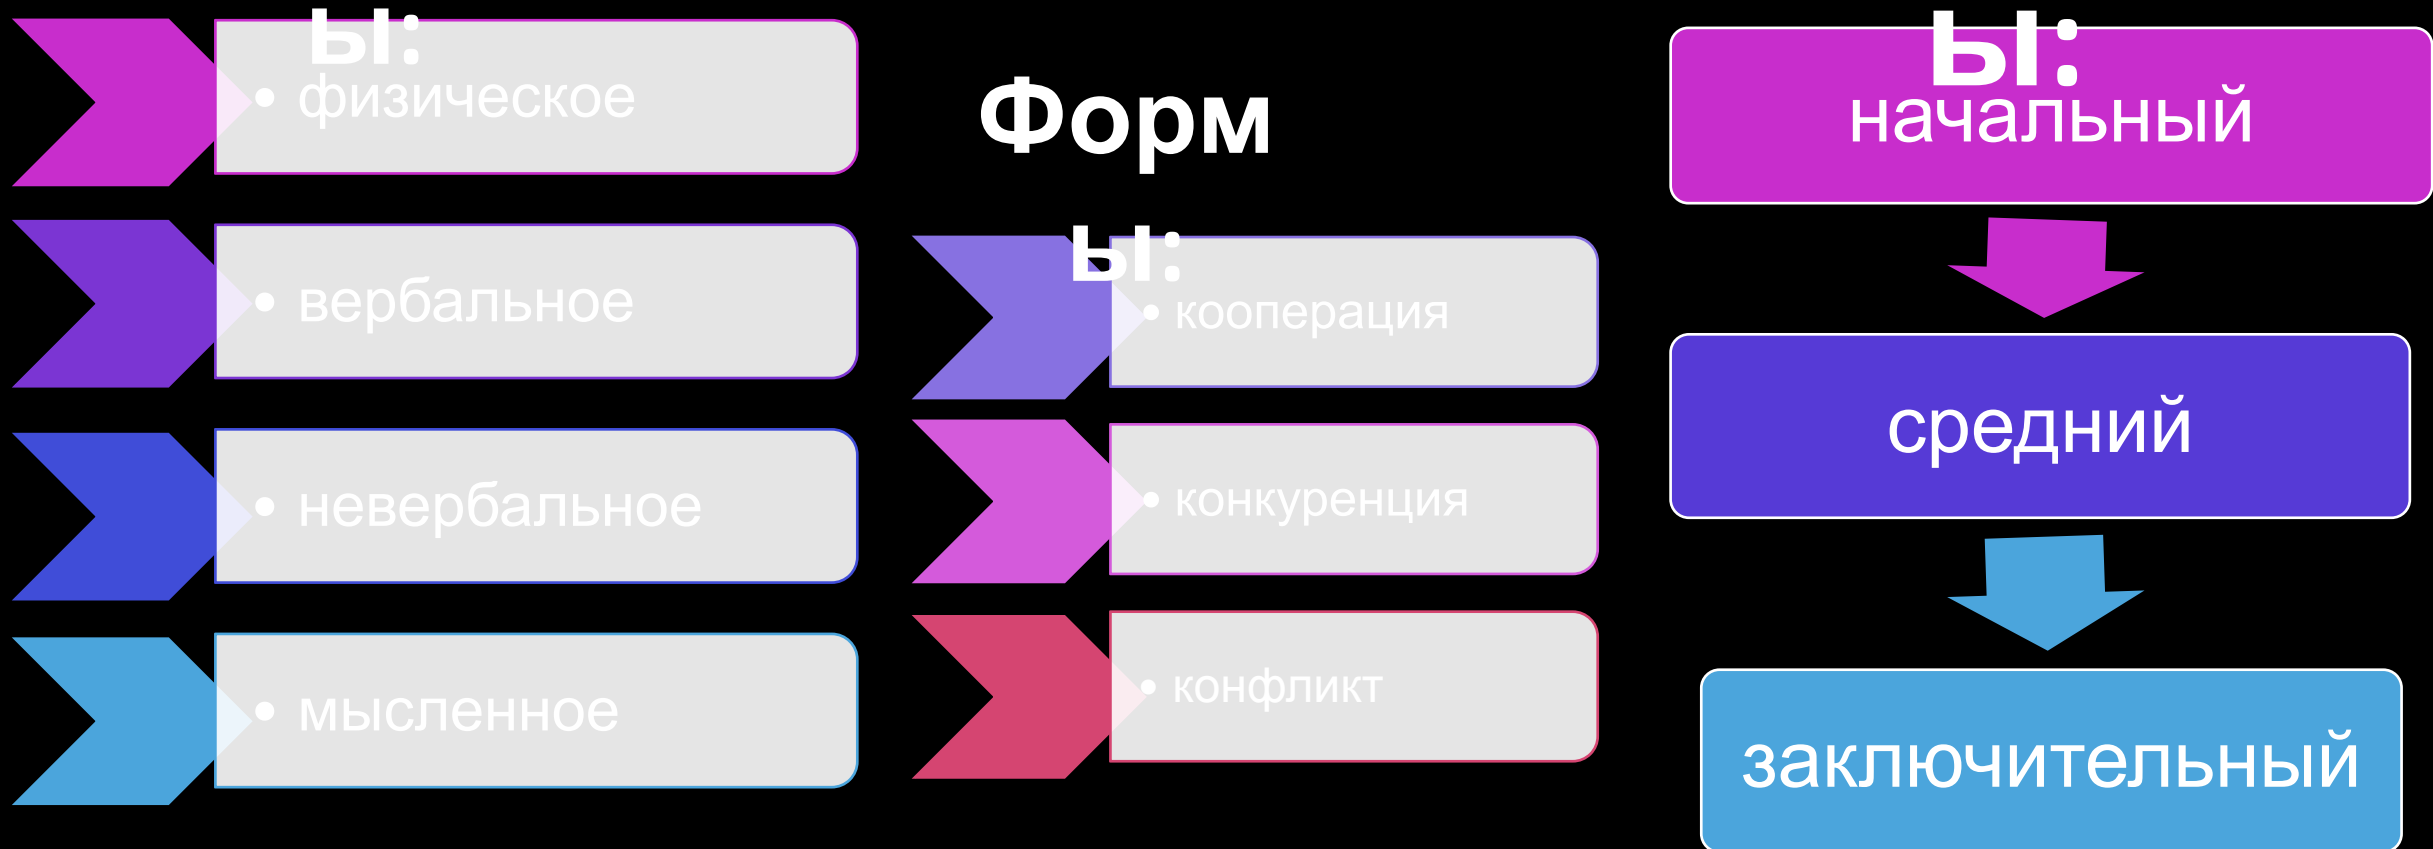 ы:
• физическое
• вербальное
• невербальное
• мысленное
Форм
ы:
• кооперация
• конкуренция
• конфликт
ы:
начальный
средний
заключительный